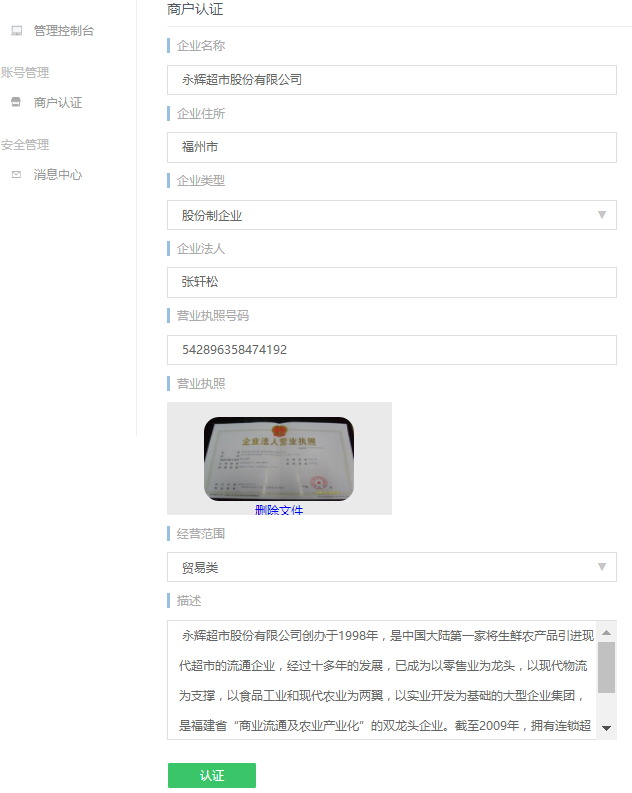 商户认证
管理控制台
账号管理
商户认证
安全管理
消息中心
企业名称
永辉超市股份有限公司
企业住所
福州市
企业类型
股份制企业
企业法人
张轩松
营业执照号码
542896358474192
营业执照
企业法人营业执照
删除文件
经营范围
贸易类
描述
永辉超市股份有限公司创办于1998年，是中国大陆第一家将生鲜农产品引进现
代超市的流通企业，经过十多年的发展，已成为以零售业为龙头，以现代物流
为支撑，以食品工业和现代农业为两翼，以实业开发为基础的大型企业集团，
是福建省“商业流通及农业产业化”的双龙头企业。截至2009年，拥有连锁超
认证